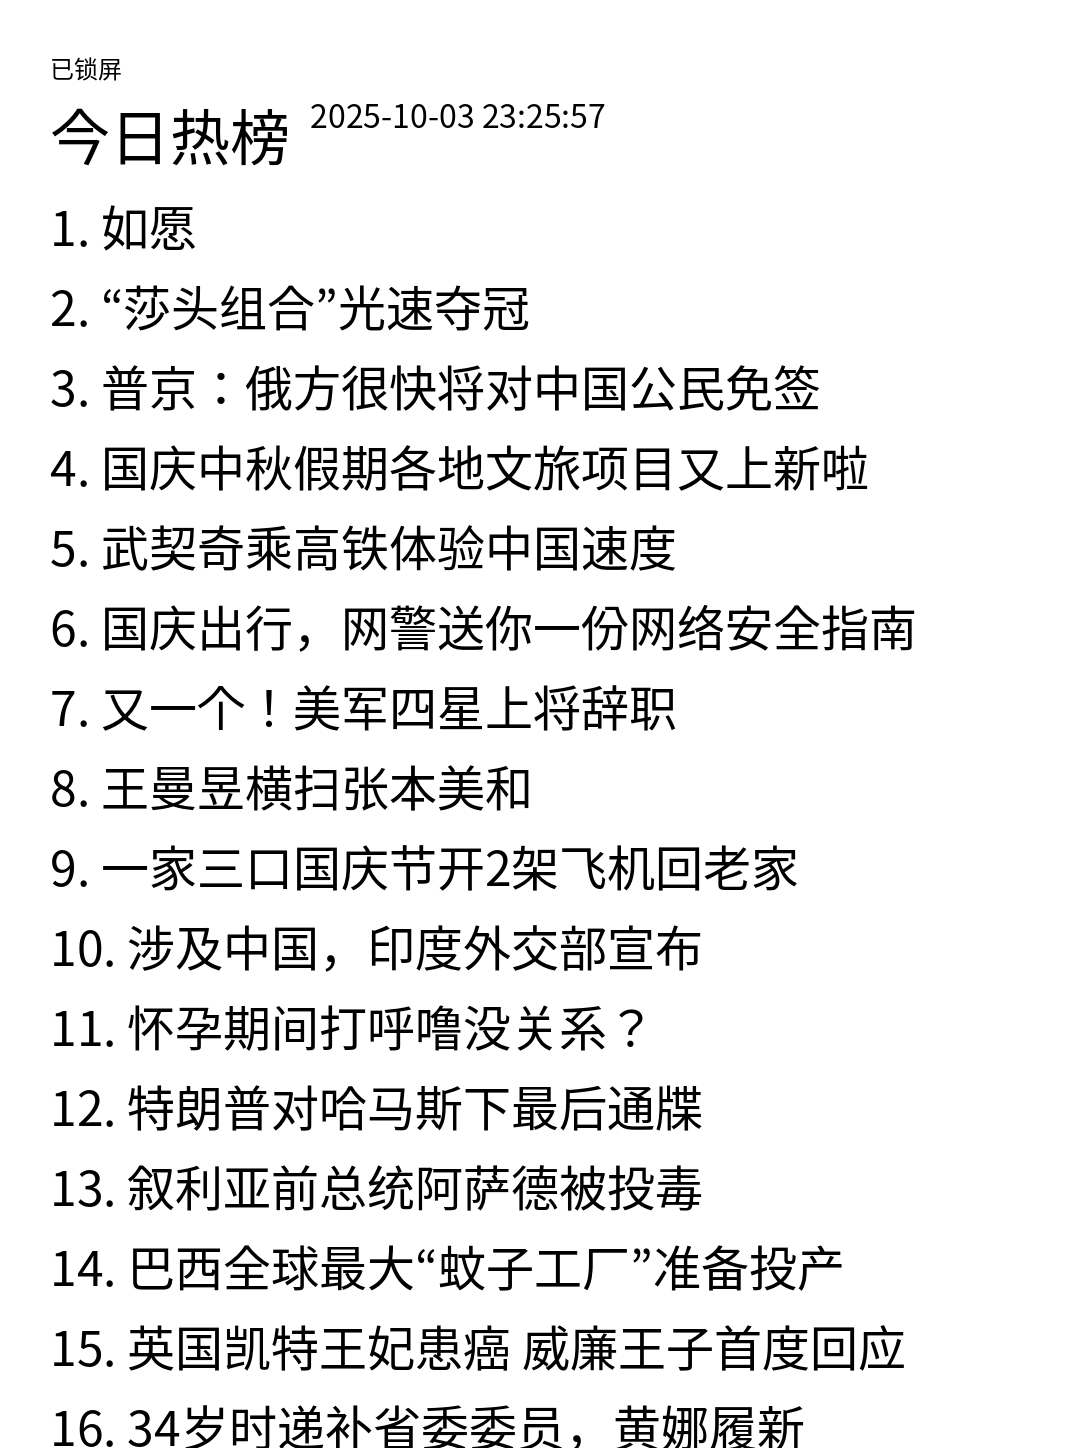 已锁屏
今日热榜 2025-10-03 23:25:57
1. 如愿
2. “莎头组合”光速夺冠
3. 普京：俄方很快将对中国公民免签
4. 国庆中秋假期各地文旅项目又上新啦
5. 武契奇乘高铁体验中国速度
6. 国庆出行，网警送你一份网络安全指南
7. 又一个！美军四星上将辞职
8. 王曼昱横扫张本美和
9. 一家三口国庆节开2架飞机回老家
10. 涉及中国，印度外交部宣布
11. 怀孕期间打呼噜没关系？
12. 特朗普对哈马斯下最后通牒
13. 叙利亚前总统阿萨德被投毒
14. 巴西全球最大“蚊子工厂”准备投产
15. 英国凯特王妃患癌 威廉王子首度回应
16. 34岁时递补省委委员，黄娜履新